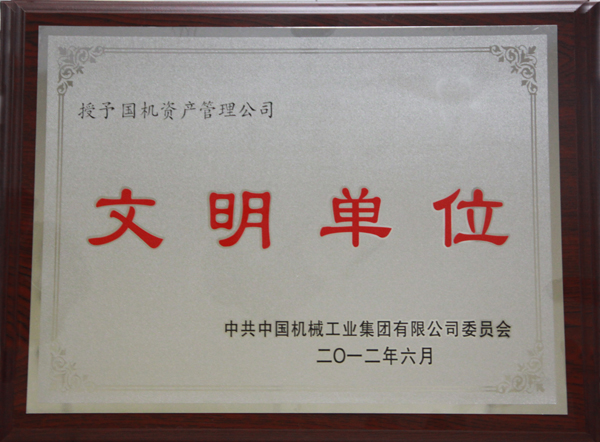 授予国机资产管理公司
文明单位
中共中国机械工业集团有限公司委员会
二〇一二年六月